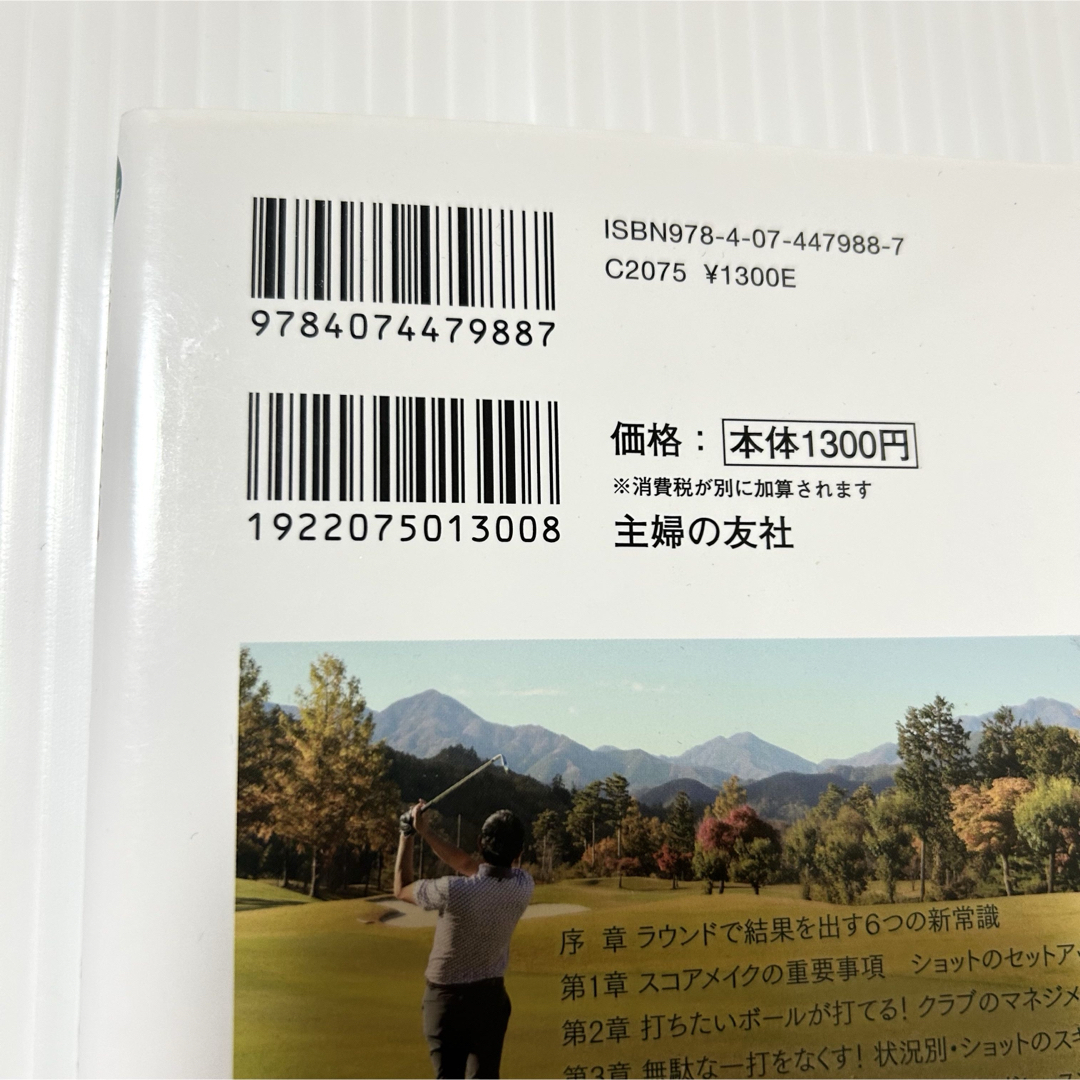 9784074479887
ISBN978-4-07-447988-7
C2075 ¥1300E
1922075013008
価格：本体1300円
※消費税が別に加算されます
主婦の友社
序 章 ラウンドで結果を出す6つの新常識
第1章 スコアメイクの重要事項 ショットのセットアッ
第2章 打ちたいボールが打てる! クラブのマネジメ
第3章 無駄な一打をなくす! 状況別・ショットのスキ